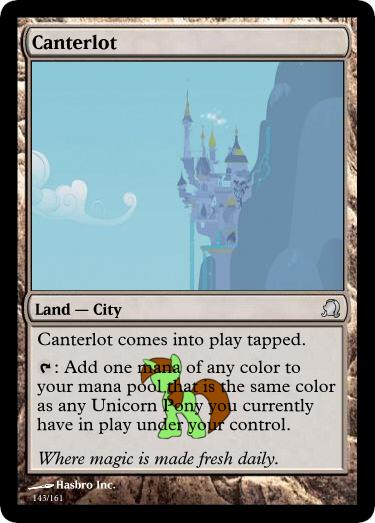 Canterlot
Land — City
Canterlot comes into play tapped.
: Add one mana of any color to
your mana pool that is the same color
as any Unicorn Pony you currently
have in play under your control.
Where magic is made fresh daily.
Hasbro Inc.
143/161